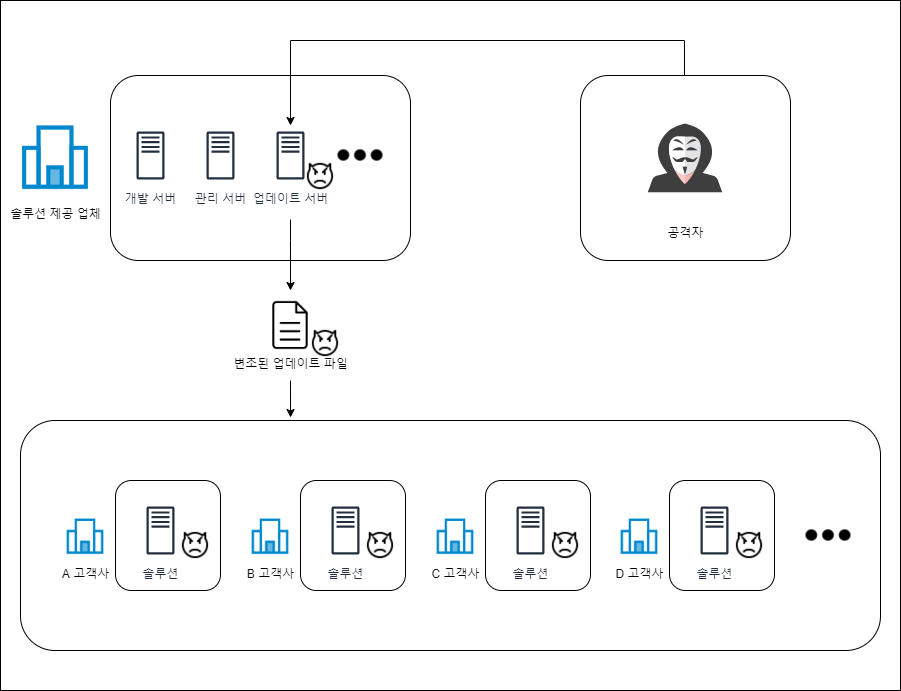 개발 서버
관리 서버
업데이트 서버
솔루션 제공 업체
공격자
변조된 업데이트 파일
A 고객사
솔루션
B 고객사
솔루션
C 고객사
솔루션
D 고객사
솔루션